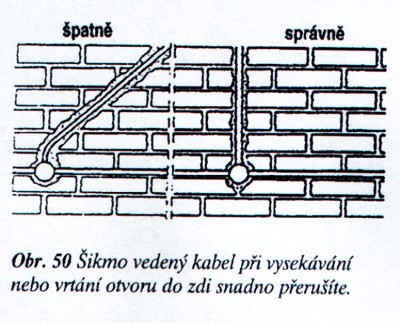 špatně
správně
Obr. 50 Šikmo vedený kabel při vysekávání
nebo vrtání otvoru do zdi snadno přerušíte.